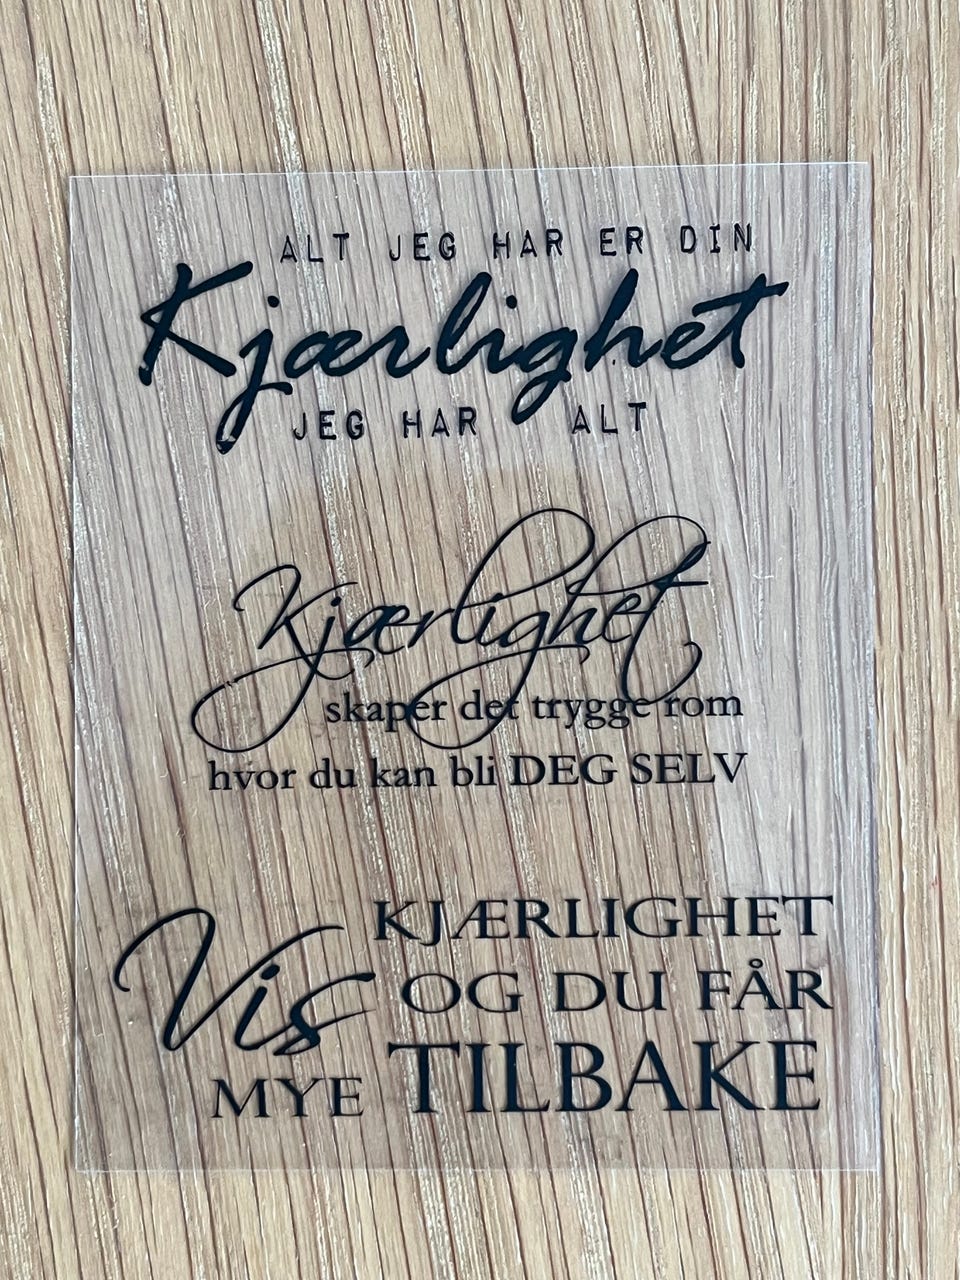 ALT JEG HAR ER DIN
Kjærlighet
JEG HAR ALT
Kjærlighet
skaper det trygge rom
hvor du kan bli DEG SELV
Vis KJÆRLIGHET
OG DU FÅR
MYE TILBAKE